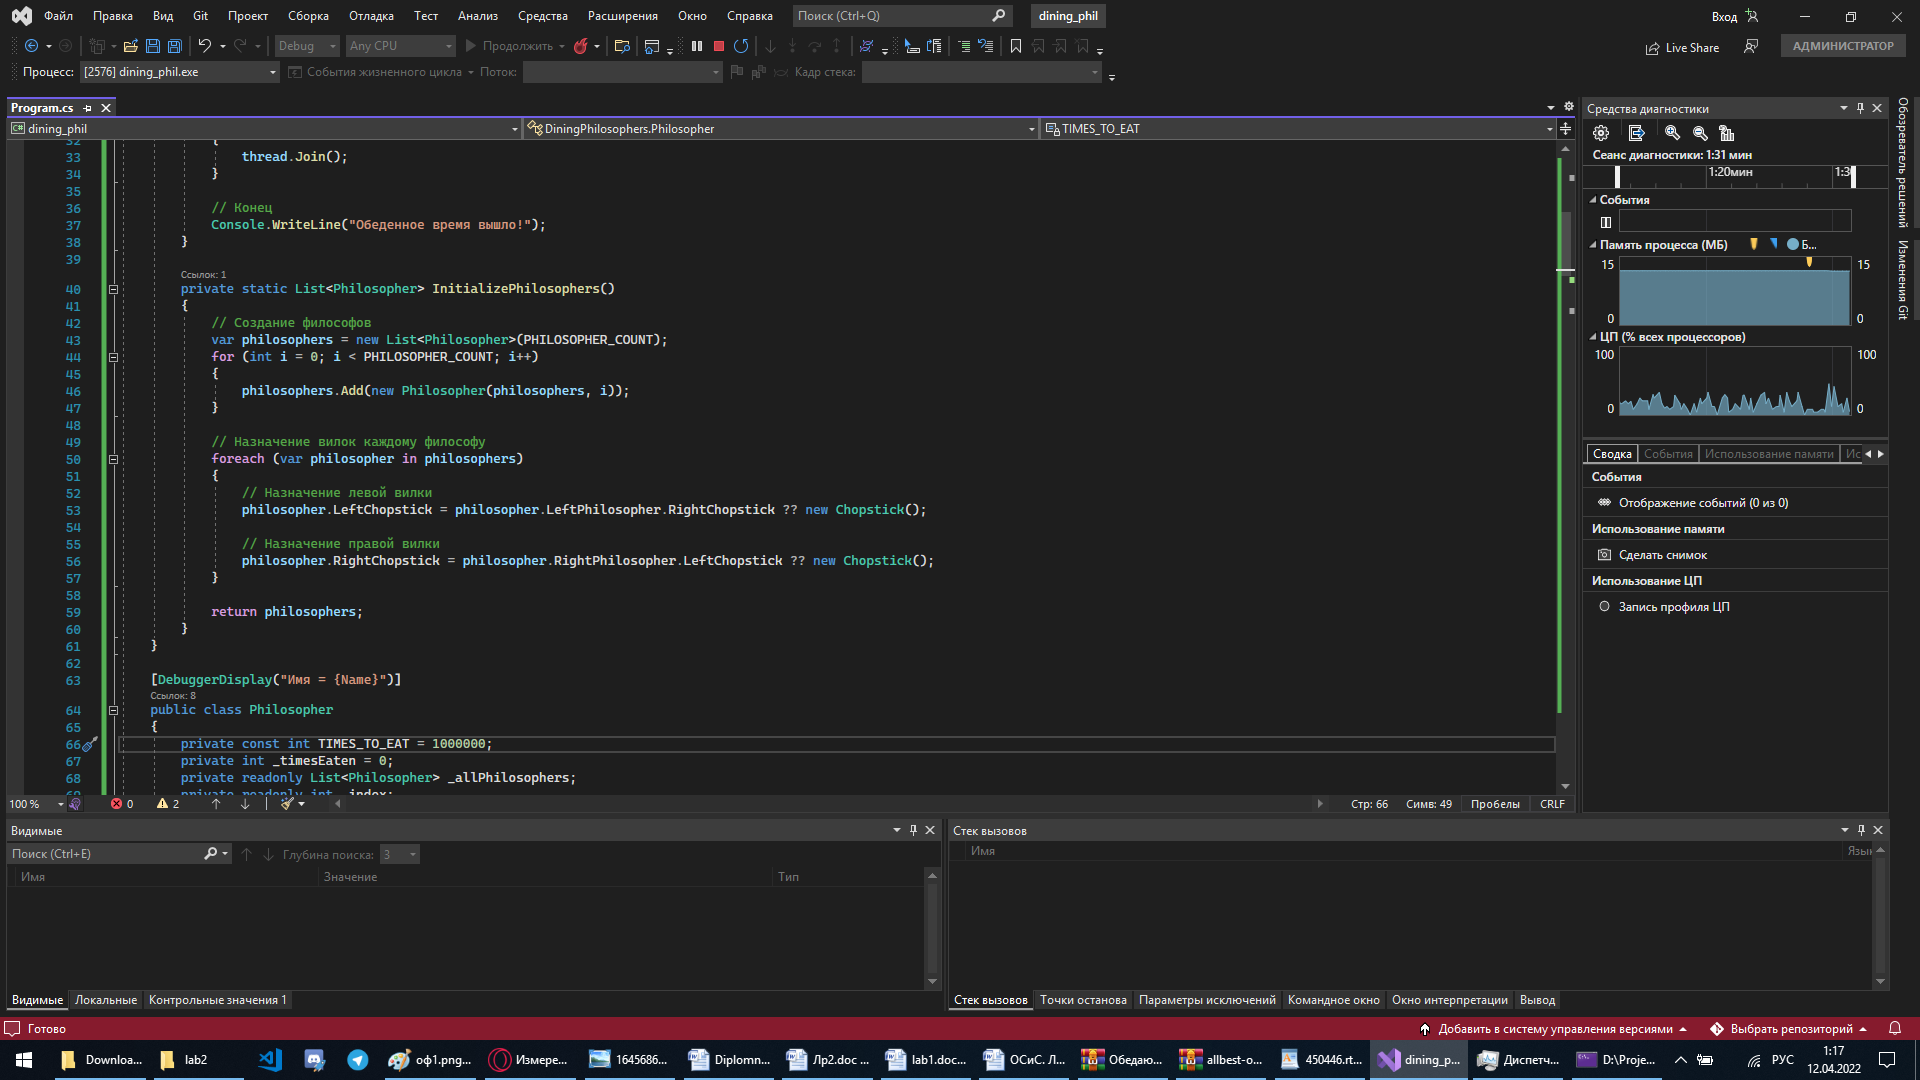 Файл Правка Вид Git Проект Сборка Отладка Тест Анализ Средства Расширения Окно Справка Поиск (Ctrl+Q) dining_phil Вход
Debug Any CPU Продолжить Live Share АДМИНИСТРАТОР
Процесс: [2576] dining_phil.exe События жизненного цикла Поток: Кадр стека:
Program.cs
dining_phil DiningPhilosophers.Philosopher TIMES_TO_EAT
32 {
33 thread.Join();
34 }
35
36 // Конец
37 Console.WriteLine("Обеденное время вышло!");
38 }
39
Ссылок: 1
40 private static List<Philosopher> InitializePhilosophers()
41 {
42 // Создание философов
43 var philosophers = new List<Philosopher>(PHILOSOPHER_COUNT);
44 for (int i = 0; i < PHILOSOPHER_COUNT; i++)
45 {
46 philosophers.Add(new Philosopher(philosophers, i));
47 }
48
49 // Назначение вилок каждому философу
50 foreach (var philosopher in philosophers)
51 {
52 // Назначение левой вилки
53 philosopher.LeftChopstick = philosopher.LeftPhilosopher.RightChopstick ?? new Chopstick();
54
55 // Назначение правой вилки
56 philosopher.RightChopstick = philosopher.RightPhilosopher.LeftChopstick ?? new Chopstick();
57 }
58
59 return philosophers;
60 }
61 }
62
63 [DebuggerDisplay("Имя = {Name}")]
Ссылок: 8
64 public class Philosopher
65 {
66 private const int TIMES_TO_EAT = 1000000;
67 private int _timesEaten = 0;
68 private readonly List<Philosopher> _allPhilosophers;
69 private readonly int _index;
100 % 0 2 Стр: 66 Симв: 49 Пробелы CRLF
Средства диагностики
Сеанс диагностики: 1:31 мин
1:20мин 1:30
События
Память процесса (МБ) Б...
15 15
0 0
ЦП (% всех процессоров)
100 100
0 0
Сводка События Использование памяти Ис
События
Отображение событий (0 из 0)
Использование памяти
Сделать снимок
Использование ЦП
Запись профиля ЦП
Обозреватель решений
Изменения Git
Видимые
Поиск (Ctrl+E) Глубина поиска: 3
Имя Значение Тип
Видимые Локальные Контрольные значения 1
Стек вызовов
Имя Язык
Стек вызовов Точки останова Параметры исключений Командное окно Окно интерпретации Вывод
Готово Добавить в систему управления версиями Выбрать репозиторий
Downloa... lab2 оф1.png... Измере... 1645686... Diplomn... Лр2.doc ... lab1.doc... ОСиС. Л... Обедаю... allbest-o... 450446.rt... dining_p... Диспетч... D:\Proje... РУС 1:17
12.04.2022